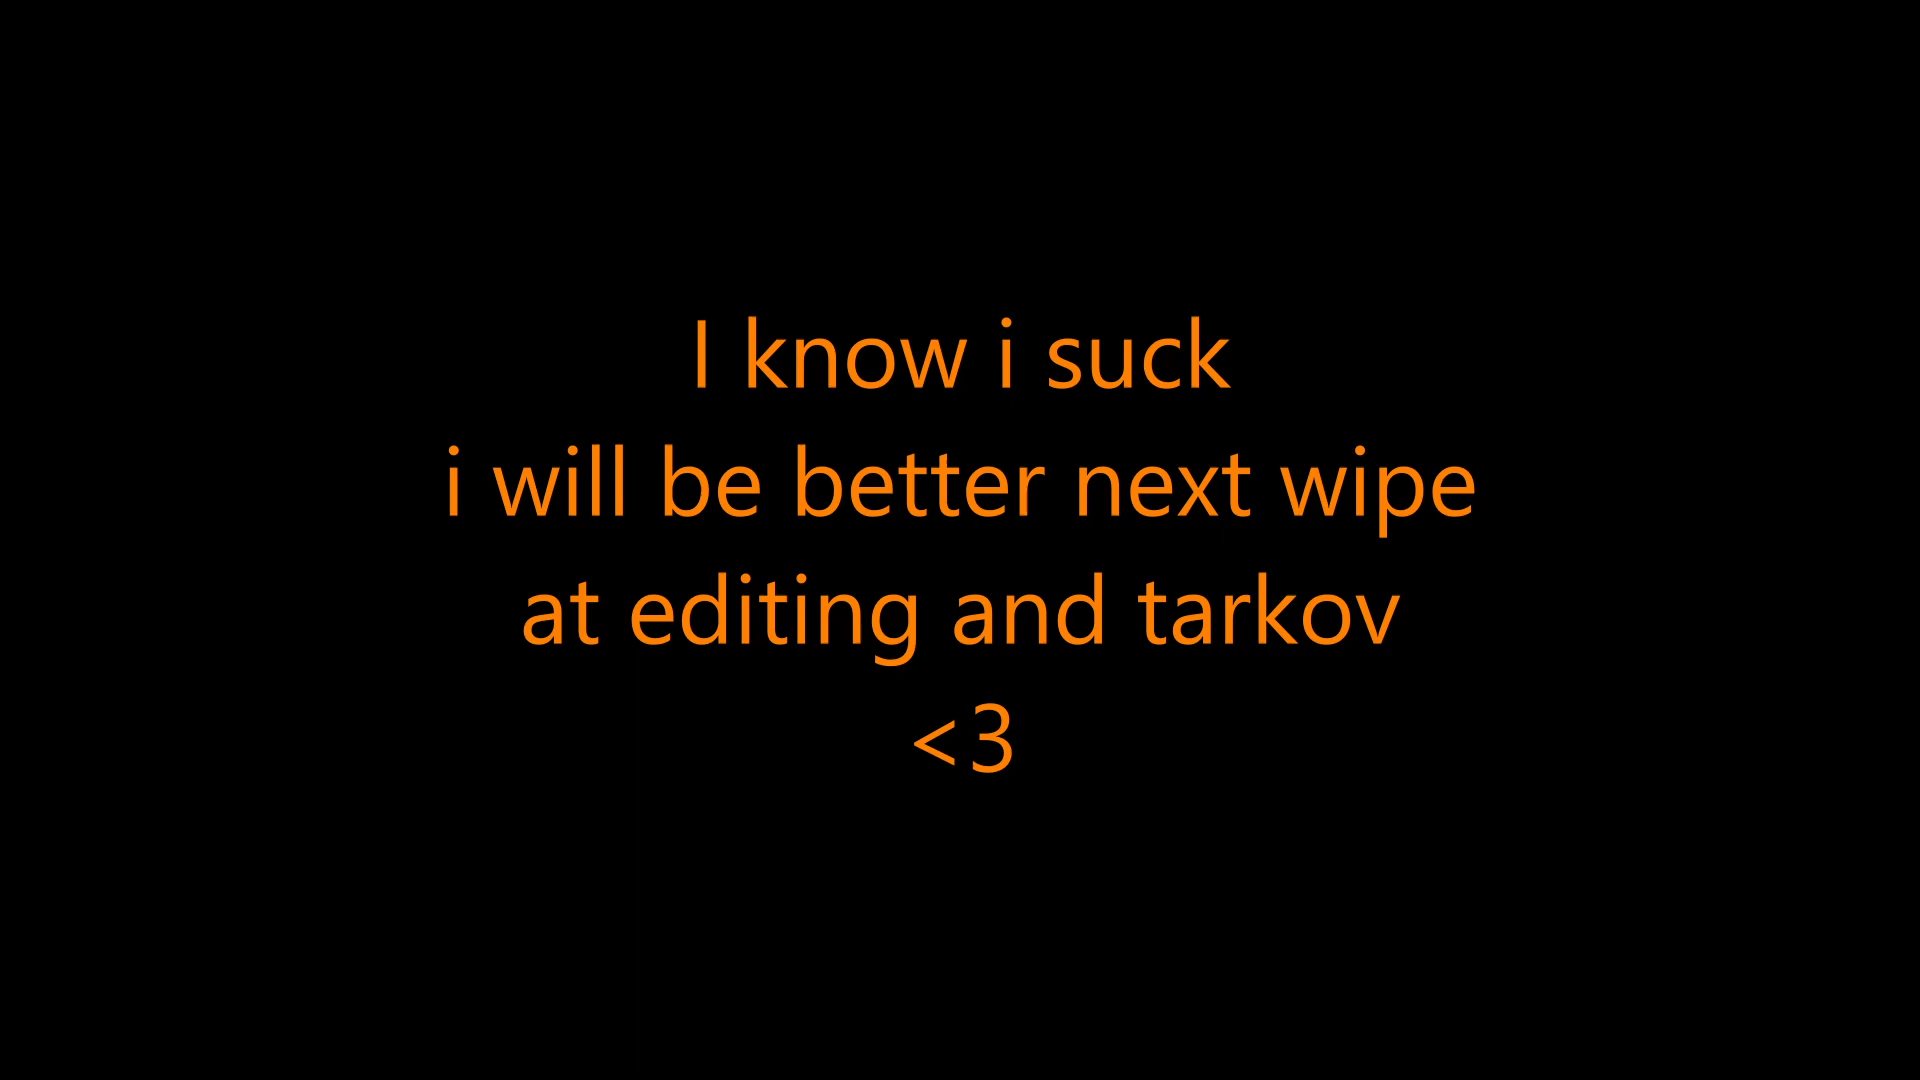 I know i suck
i will be better next wipe
at editing and tarkov
<3